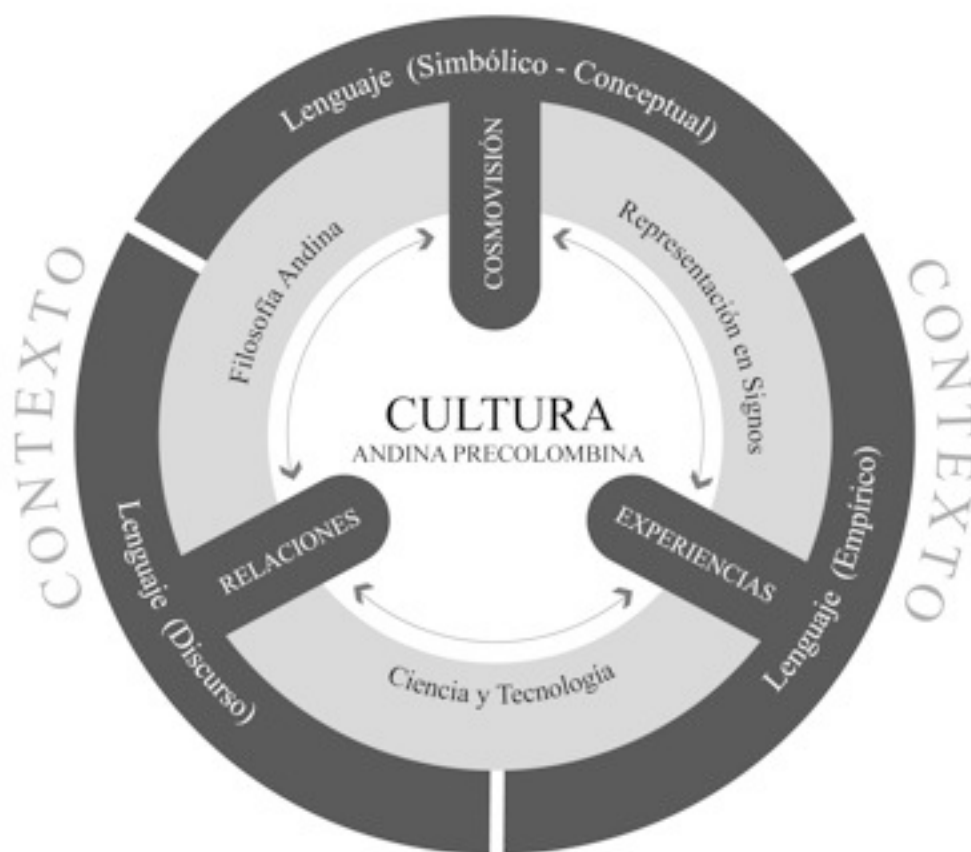 Lenguaje (Simbólico - Conceptual)
COSMOVISIÓN
Filosofía Andina
Representación en Signos
CONTEXTO
CONTEXTO
CULTURA
ANDINA PRECOLOMBINA
RELACIONES
EXPERIENCIAS
Lenguaje (Discurso)
Lenguaje (Empírico)
Ciencia y Tecnología